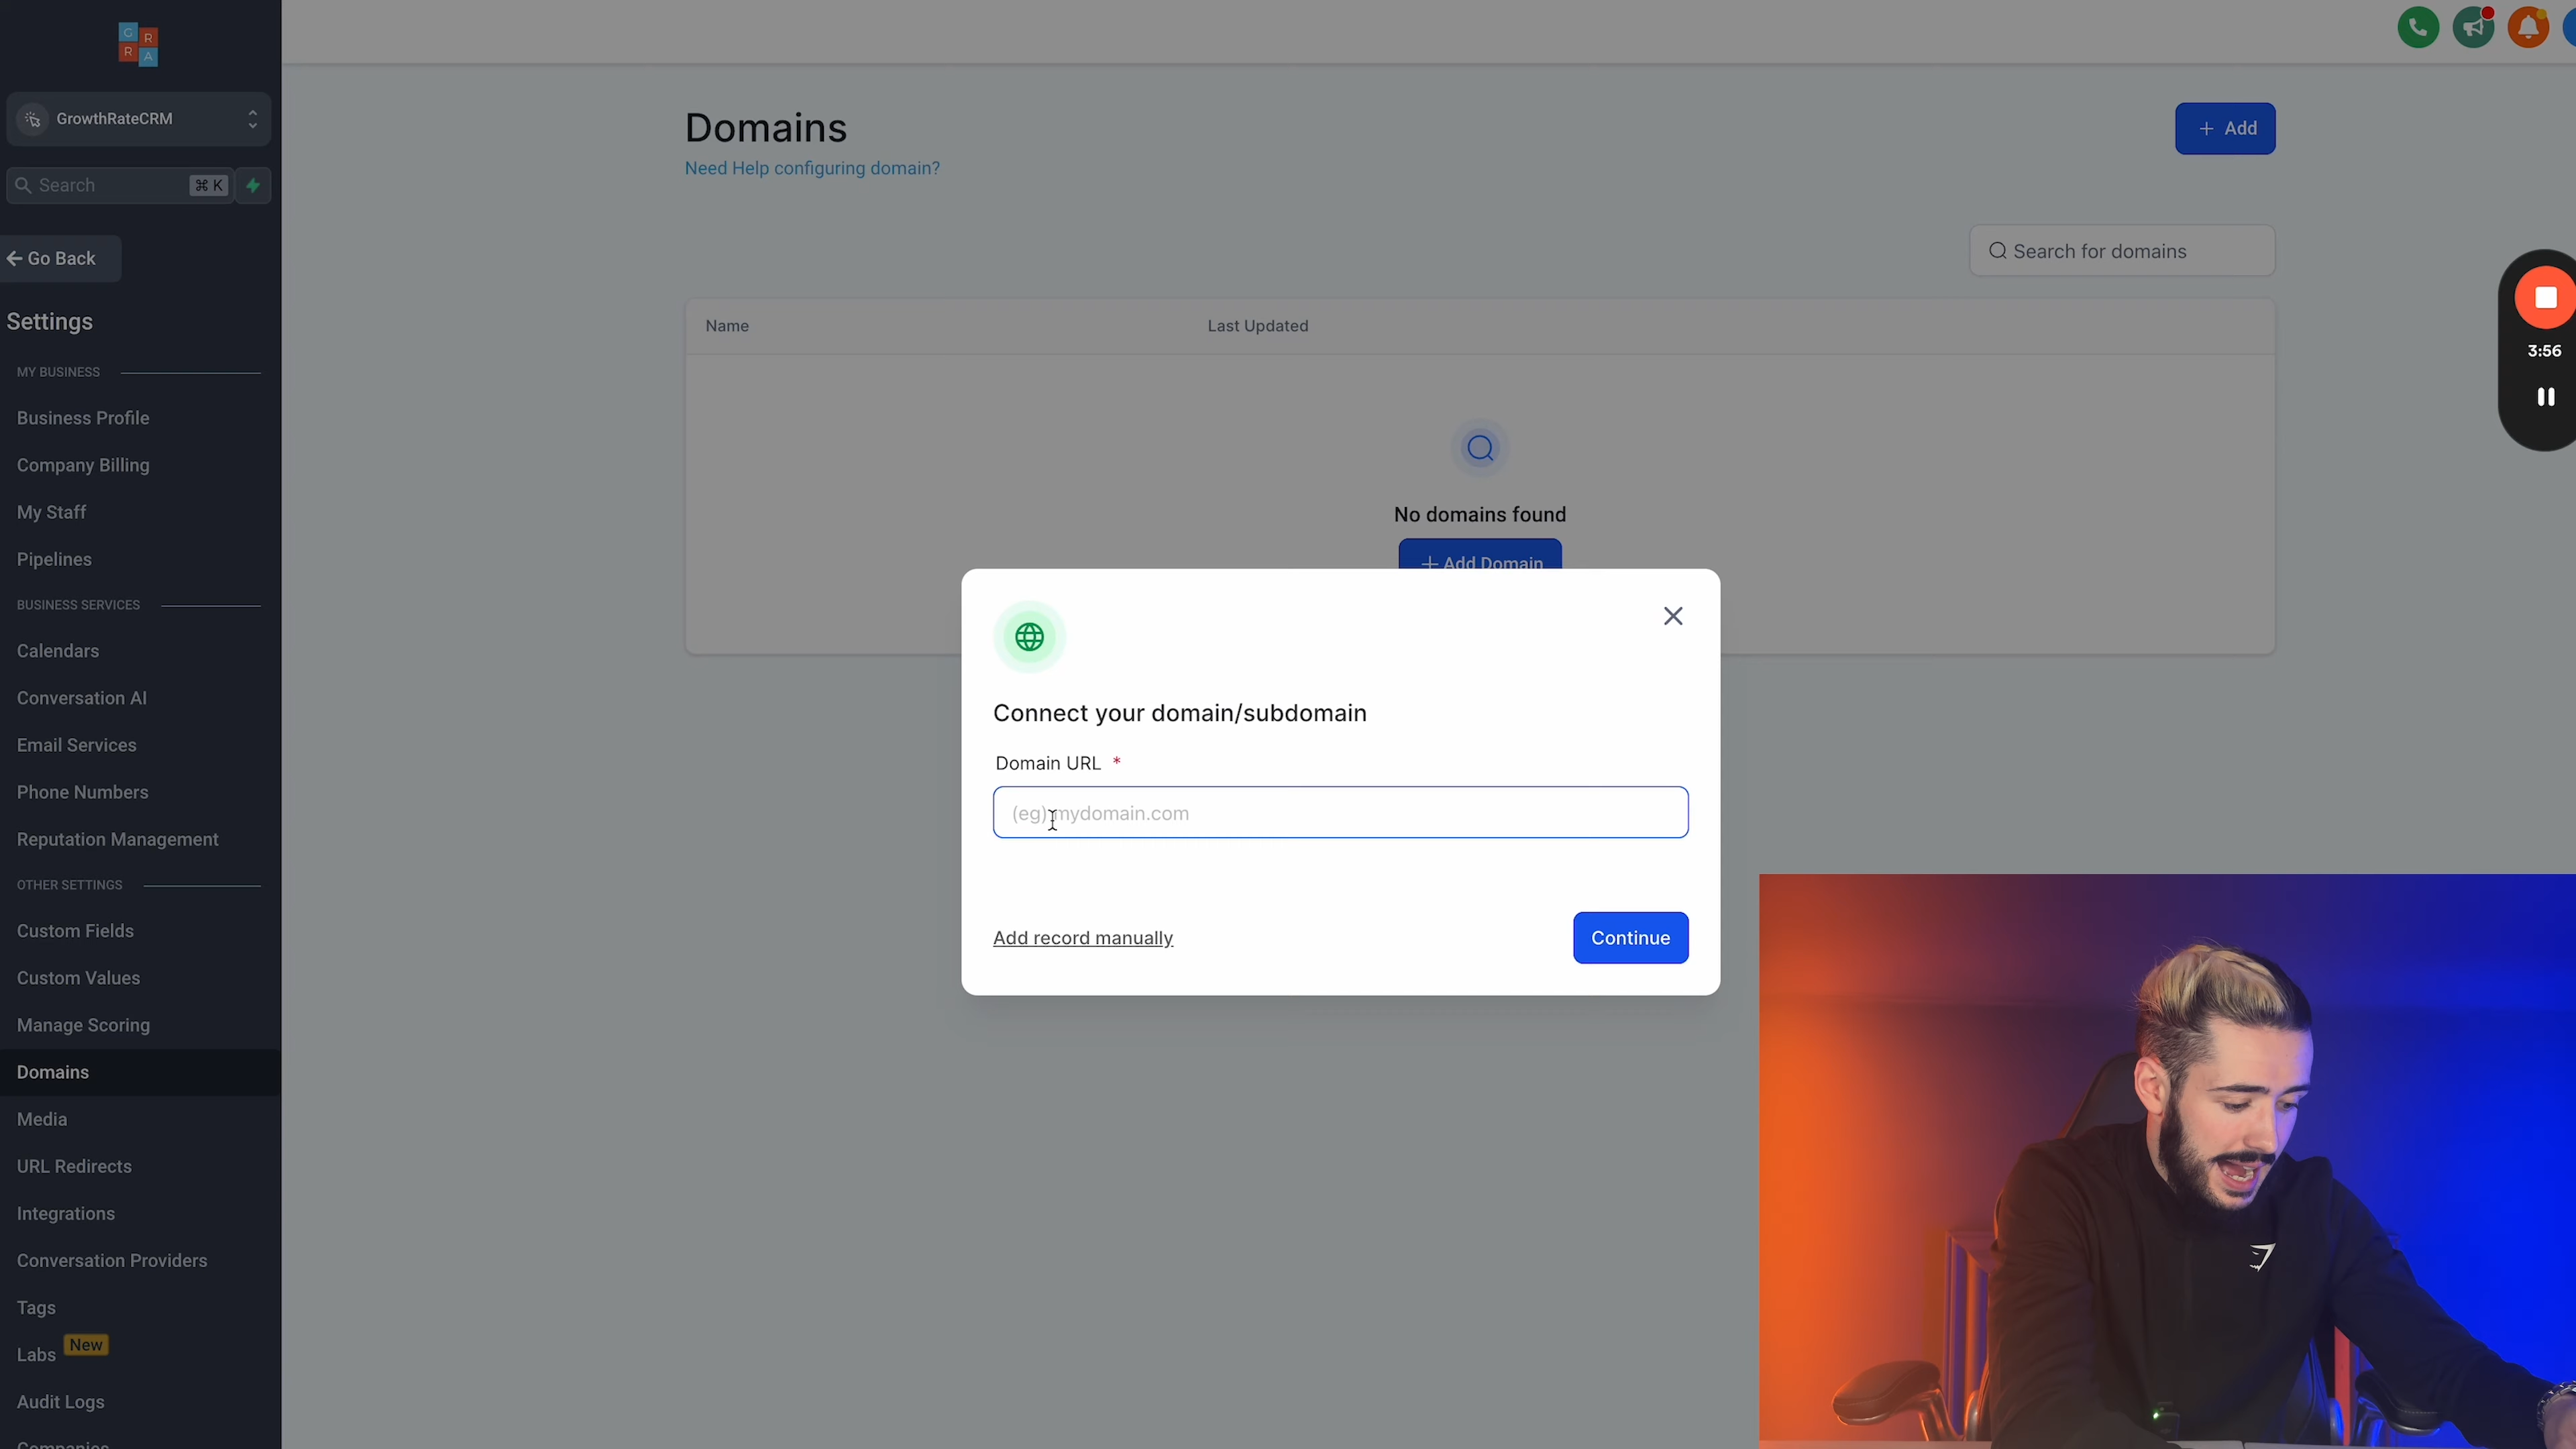 G R
R A
GrowthRateCRM
Search ⌘ K
Go Back
Settings
MY BUSINESS
Business Profile
Company Billing
My Staff
Pipelines
BUSINESS SERVICES
Calendars
Conversation AI
Email Services
Phone Numbers
Reputation Management
OTHER SETTINGS
Custom Fields
Custom Values
Manage Scoring
Domains
Media
URL Redirects
Integrations
Conversation Providers
Tags
Labs New
Audit Logs
Companies
Domains
+ Add
Need Help configuring domain?
Search for domains
Name Last Updated
No domains found
+ Add Domain
Connect your domain/subdomain
Domain URL *
(eg) mydomain.com
Add record manually
Continue
3:56